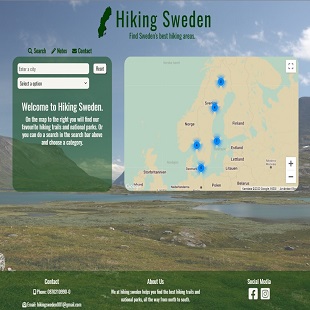 Hiking Sweden
Find Sweden's best hiking areas.
Search Notes Contact
Enter a city
Reset
Select a option
Welcome to Hiking Sweden.
On the map to the right you will find our
favourite hiking trails and national parks. Or
you can do a search in the search bar above
and choose a category.
Sverige
Norge
Finland
Estland
Lettland
Litauen
Danmark
Storbritannien
Nederländerna
Polen
Belarus
Contact
About Us
Social Media
We at hiking sweden helps you find the best hiking trails and
national parks, all the way from north to south.
Email: hikingsweden101@gmail.com